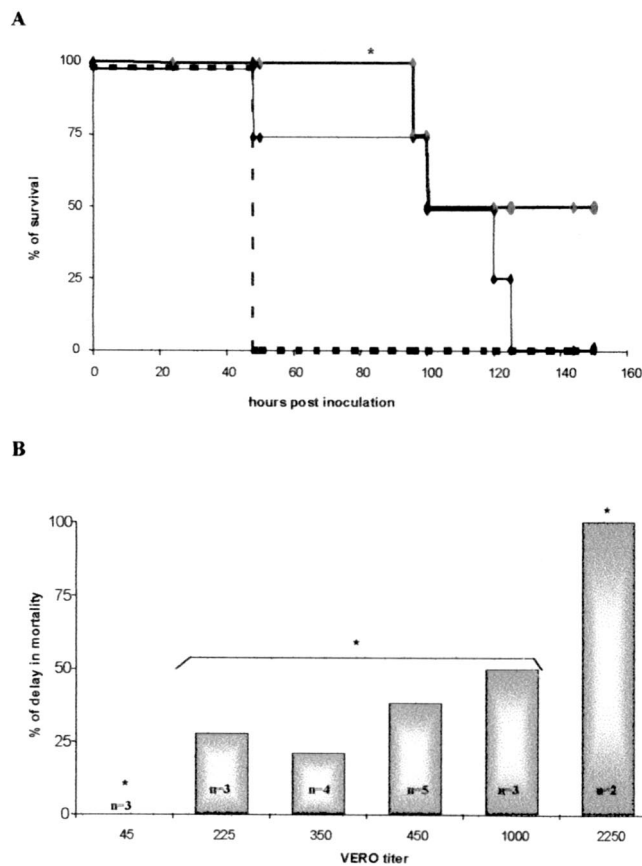 A
*
100
75
50
25
0
% of survival
0 20 40 60 80 100 120 140 160
hours post inoculation
B
*
100
75
*
50
25
0
% of delay in mortality
*
n=3 n=3 n=4 n=5 n=3 n=2
45 225 350 450 1000 2250
VERO titer